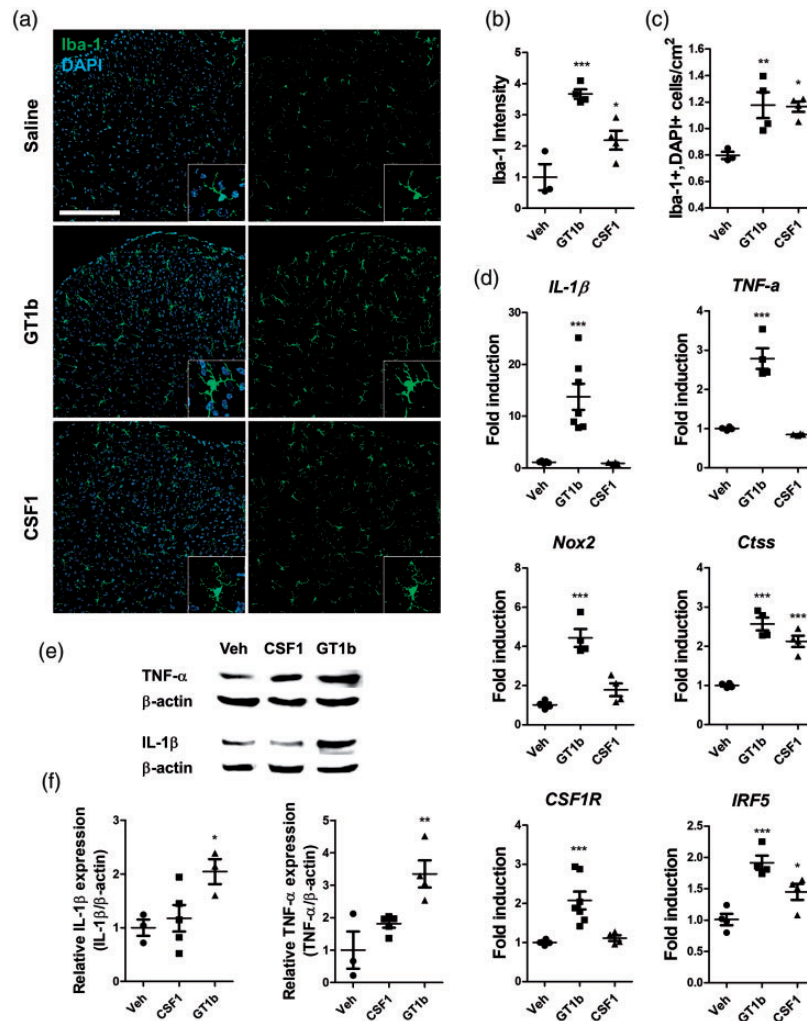 (a)
Iba-1
DAPI
Saline
GT1b
CSF1
(b)
Iba-1 Intensity
5
4
3
2
1
0
***
*
Veh
GT1b
CSF1
(c)
Iba-1+,DAPI+ cells/cm²
1.6
1.4
1.2
1.0
0.8
0.6
0.4
**
*
Veh
GT1b
CSF1
(d)
IL-1β
Fold induction
30
20
10
0
***
Veh
GT1b
CSF1
TNF-a
Fold induction
4
3
2
1
0
***
Veh
GT1b
CSF1
Nox2
Fold induction
8
6
4
2
0
***
Veh
GT1b
CSF1
Ctss
Fold induction
4
3
2
1
0
***
***
Veh
GT1b
CSF1
CSF1R
Fold induction
4
3
2
1
0
***
Veh
GT1b
CSF1
IRF5
Fold induction
2.5
2.0
1.5
1.0
0.5
0.0
***
*
Veh
GT1b
CSF1
(e)
Veh CSF1 GT1b
TNF-α
β-actin
IL-1β
β-actin
(f)
Relative IL-1β expression
(IL-1β/β-actin)
3
2
1
0
*
Veh
CSF1
GT1b
Relative TNF-α expression
(TNF-α/β-actin)
5
4
3
2
1
0
**
Veh
CSF1
GT1b